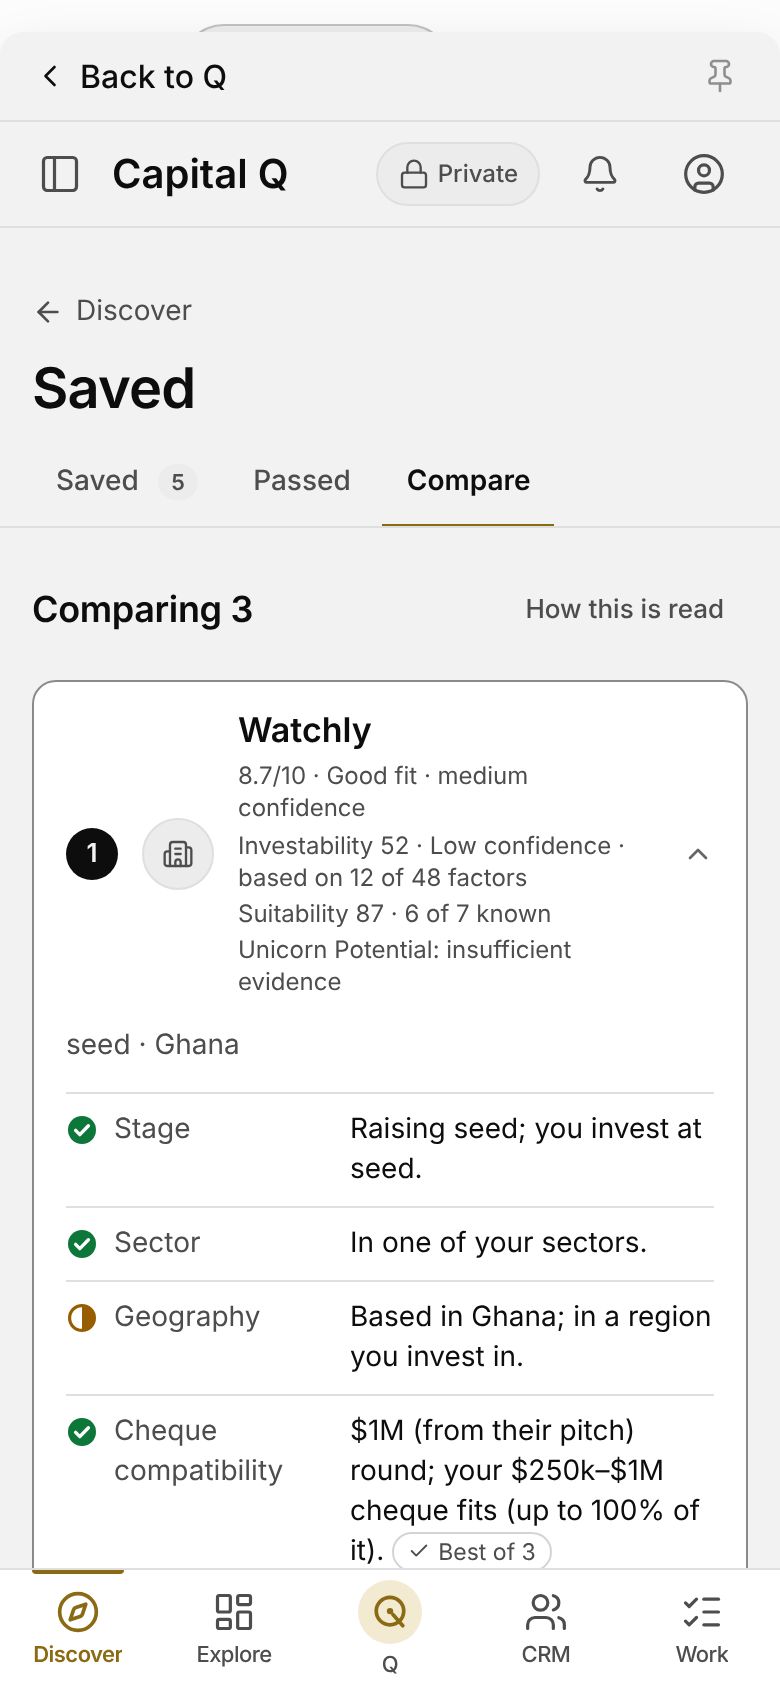 Back to Q
Capital Q
Private
Discover
Saved
Saved 5
Passed
Compare
Comparing 3
How this is read
1
Watchly
8.7/10 · Good fit · medium
confidence
Investability 52 · Low confidence ·
based on 12 of 48 factors
Suitability 87 · 6 of 7 known
Unicorn Potential: insufficient
evidence
seed · Ghana
Stage
Raising seed; you invest at
seed.
Sector
In one of your sectors.
Geography
Based in Ghana; in a region
you invest in.
Cheque
compatibility
$1M (from their pitch)
round; your $250k–$1M
cheque fits (up to 100% of
it). Best of 3
Discover
Explore
Q
CRM
Work